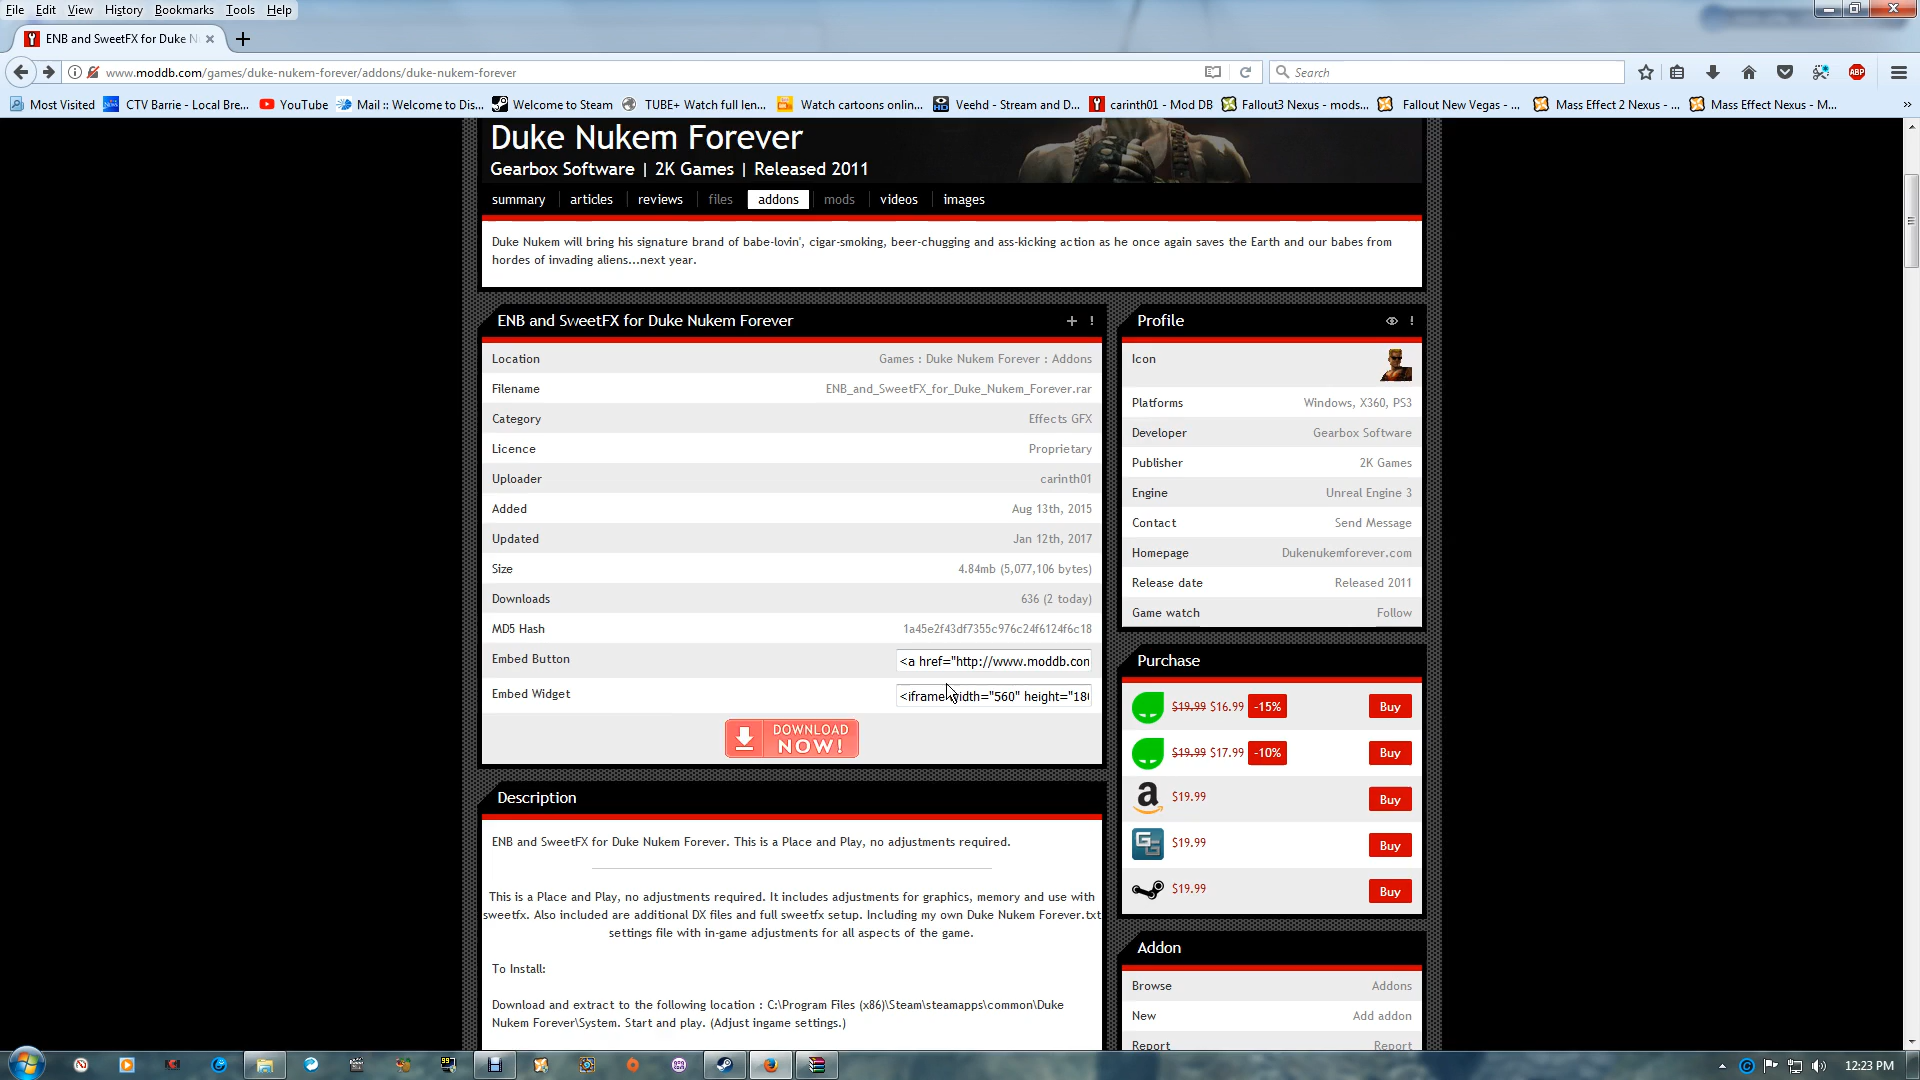 File Edit View History Bookmarks Tools Help
ENB and SweetFX for Duke N
www.moddb.com/games/duke-nukem-forever/addons/duke-nukem-forever
Search
ABP
Most Visited CTV Barrie - Local Bre... YouTube Mail :: Welcome to Dis... Welcome to Steam TUBE+ Watch full len... Watch cartoons onlin... Veehd - Stream and D... carinth01 - Mod DB Fallout3 Nexus - mods... Fallout New Vegas - ... Mass Effect 2 Nexus - ... Mass Effect Nexus - M...
Duke Nukem Forever
Gearbox Software | 2K Games | Released 2011
summary articles reviews files addons mods videos images
Duke Nukem will bring his signature brand of babe-lovin', cigar-smoking, beer-chugging and ass-kicking action as he once again saves the Earth and our babes from
hordes of invading aliens...next year.
ENB and SweetFX for Duke Nukem Forever
Location Games : Duke Nukem Forever : Addons
Filename ENB_and_SweetFX_for_Duke_Nukem_Forever.rar
Category Effects GFX
Licence Proprietary
Uploader carinth01
Added Aug 13th, 2015
Updated Jan 12th, 2017
Size 4.84mb (5,077,106 bytes)
Downloads 636 (2 today)
MD5 Hash 1a45e2f43df7355c976c24f6124f6c18
Embed Button <a href="http://www.moddb.con
Embed Widget <iframe width="560" height="180
DOWNLOAD
NOW!
Description
ENB and SweetFX for Duke Nukem Forever. This is a Place and Play, no adjustments required.
This is a Place and Play, no adjustments required. It includes adjustments for graphics, memory and use with
sweetfx. Also included are additional DX files and full sweetfx setup. Including my own Duke Nukem Forever.txt
settings file with in-game adjustments for all aspects of the game.
To Install:
Download and extract to the following location : C:\Program Files (x86)\Steam\steamapps\common\Duke
Nukem Forever\System. Start and play. (Adjust ingame settings.)
Profile
Icon
Platforms Windows, X360, PS3
Developer Gearbox Software
Publisher 2K Games
Engine Unreal Engine 3
Contact Send Message
Homepage Dukenukemforever.com
Release date Released 2011
Game watch Follow
Purchase
$19.99 $16.99 -15% Buy
$19.99 $17.99 -10% Buy
$19.99 Buy
$19.99 Buy
$19.99 Buy
Addon
Browse Addons
New Add addon
Report Report
12:23 PM